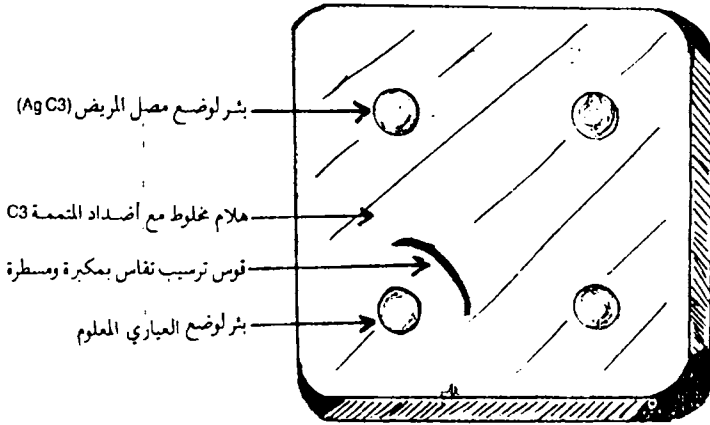 بئر لوضع مصل المريض (Ag C3)
هلام مخلوط مع أضداد المتممة C3
قوس ترسيب تقاس بمكبرة ومسطرة
بئر لوضع العياري المعلوم